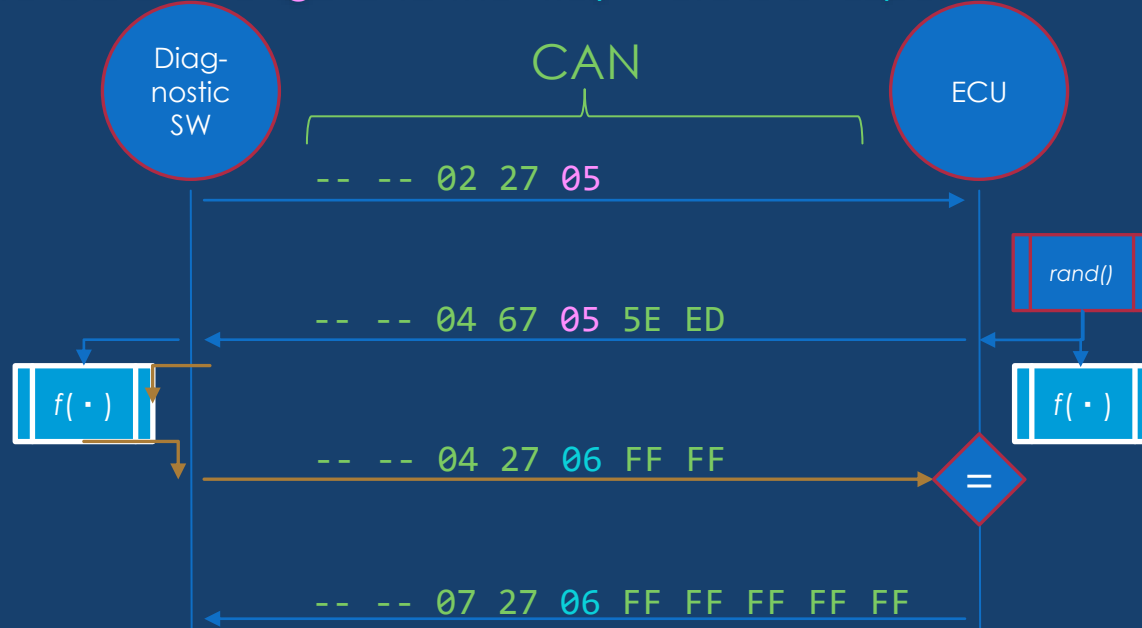 Diag-
nostic
SW
CAN
ECU
-- -- 02 27 05
rand()
-- -- 04 67 05 5E ED
f( · )
f( · )
-- -- 04 27 06 FF FF
=
-- -- 07 27 06 FF FF FF FF FF